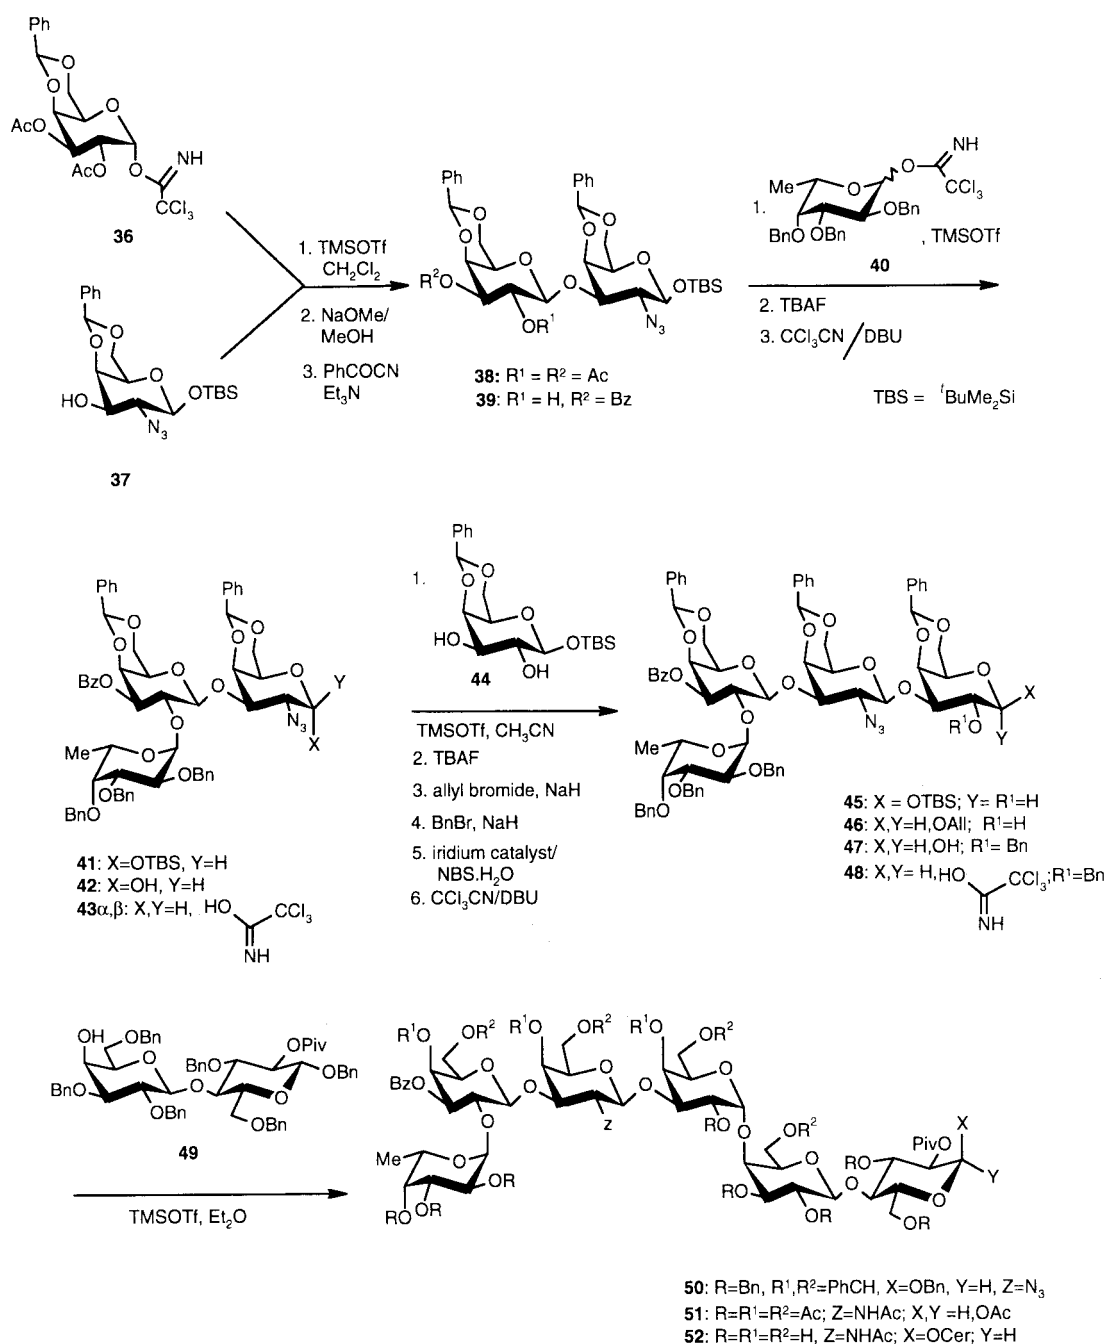 Ph
O
O
O
AcO
AcO
O
NH
CCl₃
36
Ph
O
O
O
HO
OTBS
N₃
37
1. TMSOTf
CH₂Cl₂
2. NaOMe/
MeOH
3. PhCOCN
Et₃N
Ph
O
O
O
R²O
OR¹
O
Ph
O
O
O
OTBS
N₃
38: R¹ = R² = Ac
39: R¹ = H, R² = Bz
1.
Me
O
O
NH
CCl₃
OBn
BnO
OBn
, TMSOTf
40
2. TBAF
3. CCl₃CN/DBU
TBS = ᵗBuMe₂Si
Ph
O
O
O
BzO
O
O
Ph
O
O
O
Y
N₃
X
Me
O
OBn
OBn
BnO
41: X=OTBS, Y=H
42: X=OH, Y=H
43α,β: X,Y=H,
HO
CCl₃
NH
1.
Ph
O
O
O
HO
OTBS
OH
44
TMSOTf, CH₃CN
2. TBAF
3. allyl bromide, NaH
4. BnBr, NaH
5. iridium catalyst/
NBS.H₂O
6. CCl₃CN/DBU
Ph
O
O
O
BzO
O
O
Ph
O
O
O
N₃
O
Ph
O
O
O
X
R¹O
Y
Me
O
OBn
OBn
BnO
45: X = OTBS; Y= R¹=H
46: X,Y=H,OAll; R¹=H
47: X,Y=H,OH; R¹= Bn
48: X,Y= H,
HO
CCl₃
;R¹=Bn
NH
OH
OBn
O
BnO
OBn
O
BnO
OPiv
OBn
O
OBn
49
TMSOTf, Et₂O
R¹O
OR²
O
BzO
O
O
R¹O
OR²
O
z
O
R¹O
OR²
O
RO
O
Me
O
OR
OR
RO
OR²
O
RO
OR
O
RO
PivO
X
Y
O
OR
50: R=Bn, R¹,R²=PhCH, X=OBn, Y=H, Z=N₃
51: R=R¹=R²=Ac; Z=NHAc; X,Y =H,OAc
52: R=R¹=R²=H, Z=NHAc; X=OCer; Y=H